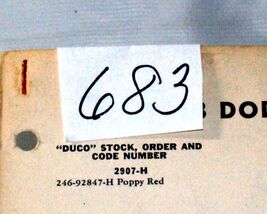 683
DOD
"DUCO" STOCK, ORDER AND
CODE NUMBER
2907-H
246-92847-H Poppy Red